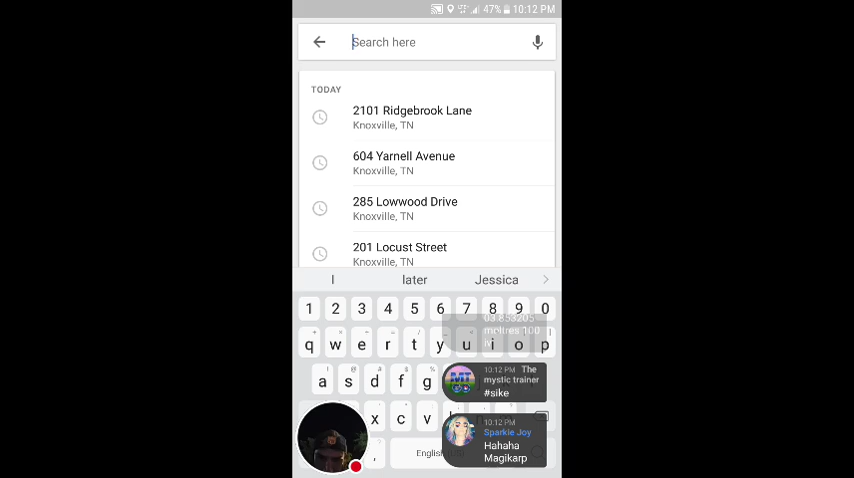 47% 10:12 PM
Search here
TODAY
2101 Ridgebrook Lane
Knoxville, TN
604 Yarnell Avenue
Knoxville, TN
285 Lowwood Drive
Knoxville, TN
201 Locust Street
Knoxville, TN
I later Jessica
1 2 3 4 5 6 7 8 9 0
moltres 100
q w e r t y u i o p
10:12 PM The
mystic trainer
#sike
a s d f g
x c v
10:12 PM
Sparkle Joy
Hahaha
Magikarp
, English